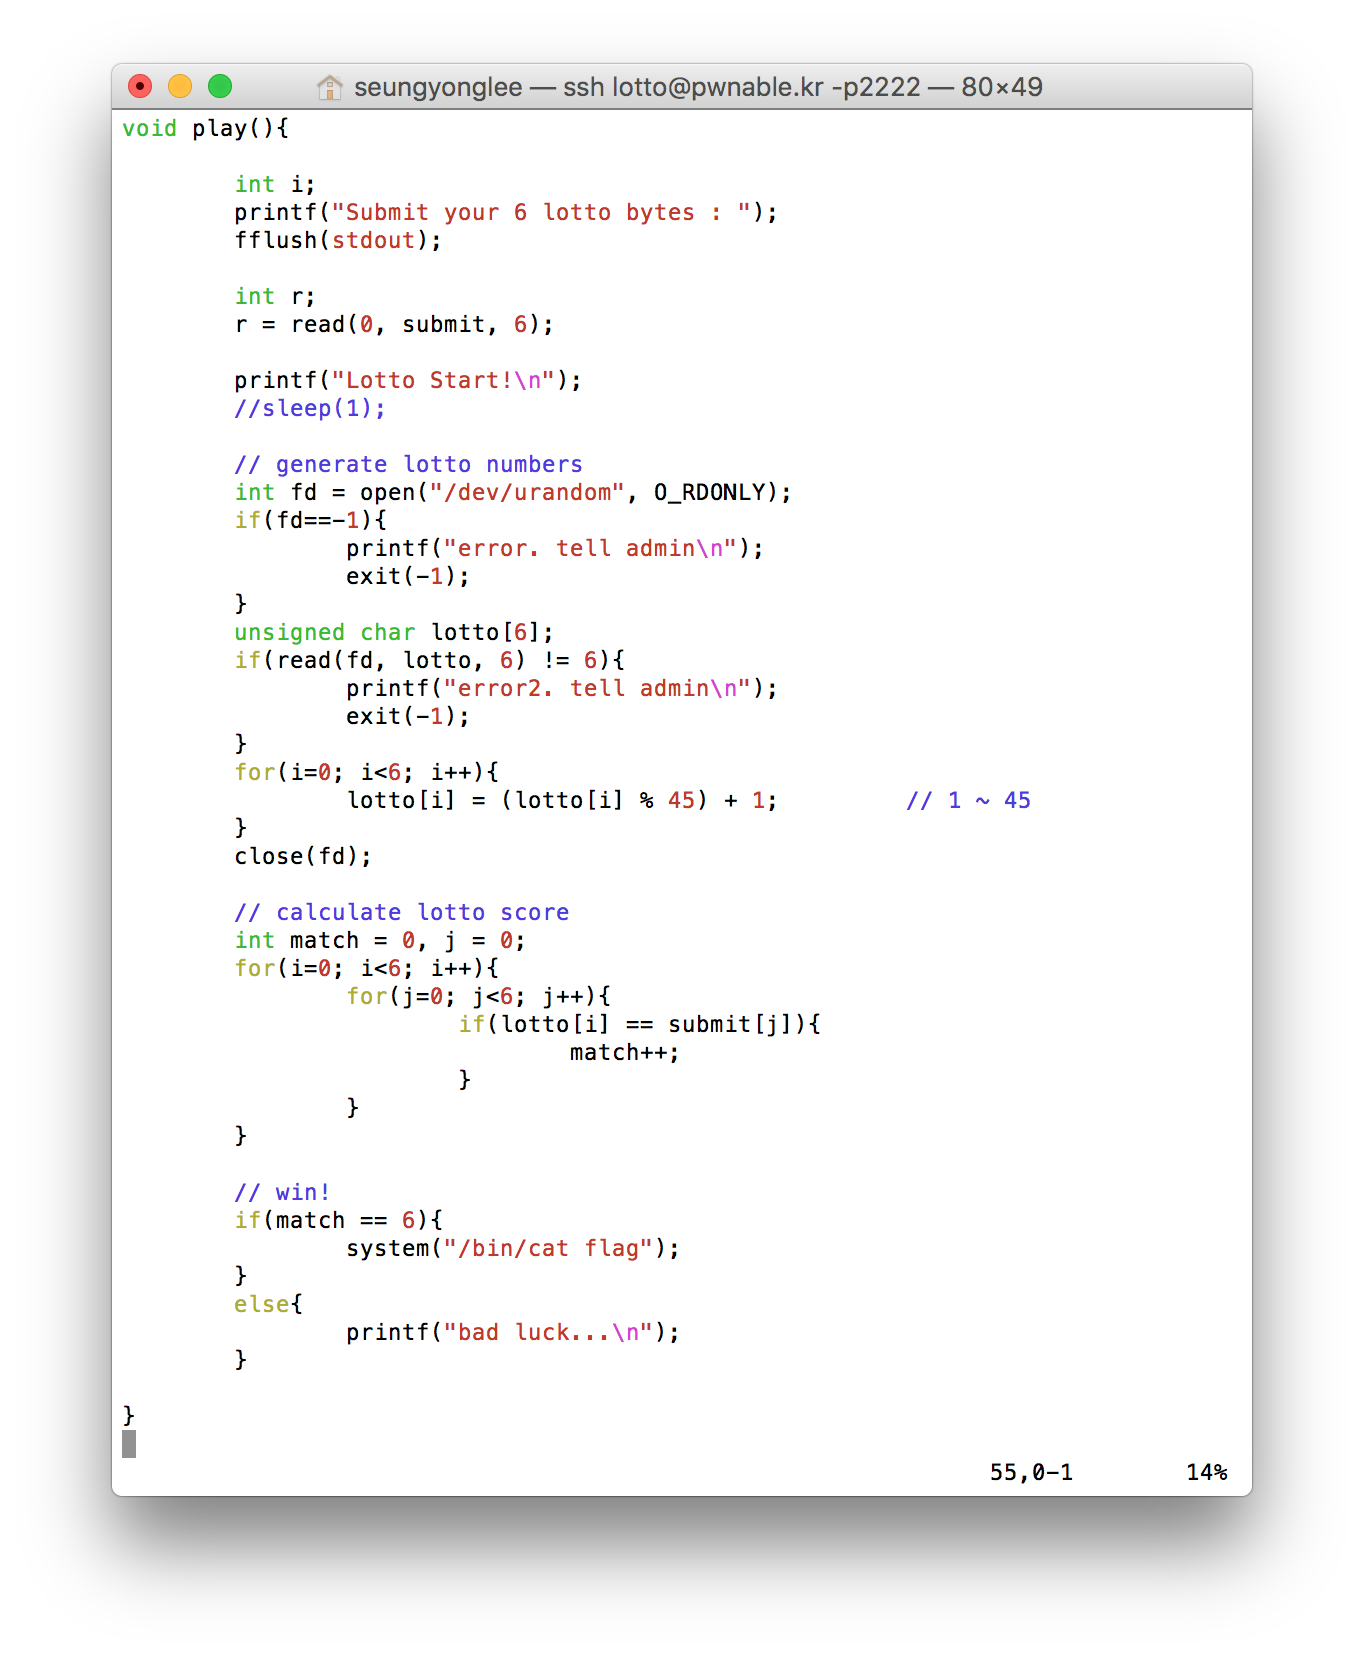 seungyonglee — ssh lotto@pwnable.kr -p2222 — 80×49
void play(){
int i;
printf("Submit your 6 lotto bytes : ");
fflush(stdout);
int r;
r = read(0, submit, 6);
printf("Lotto Start!\n");
//sleep(1);
// generate lotto numbers
int fd = open("/dev/urandom", O_RDONLY);
if(fd==-1){
printf("error. tell admin\n");
exit(-1);
}
unsigned char lotto[6];
if(read(fd, lotto, 6) != 6){
printf("error2. tell admin\n");
exit(-1);
}
for(i=0; i<6; i++){
lotto[i] = (lotto[i] % 45) + 1; // 1 ~ 45
}
close(fd);
// calculate lotto score
int match = 0, j = 0;
for(i=0; i<6; i++){
for(j=0; j<6; j++){
if(lotto[i] == submit[j]){
match++;
}
}
}
// win!
if(match == 6){
system("/bin/cat flag");
}
else{
printf("bad luck...\n");
}
}
55,0-1 14%